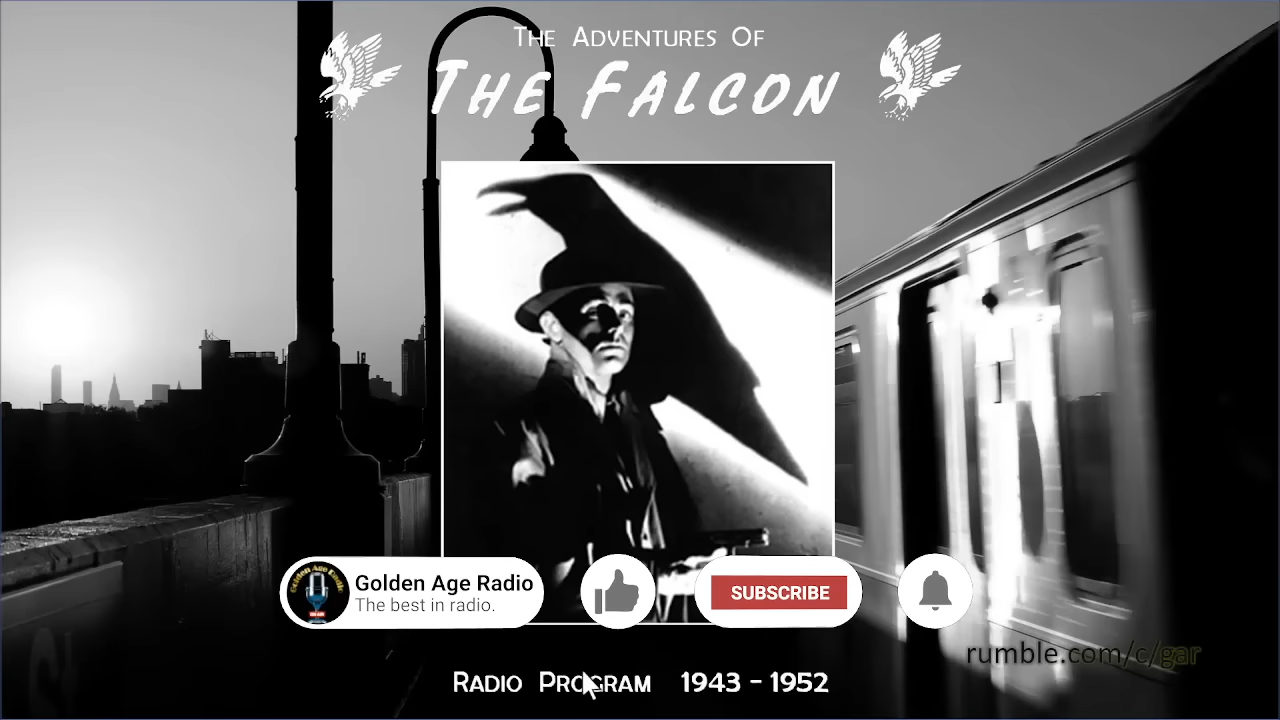 The Adventures Of
The Falcon
Golden Age Radio
The best in radio.
SUBSCRIBE
rumble.com/c/gar
Radio Program 1943 - 1952